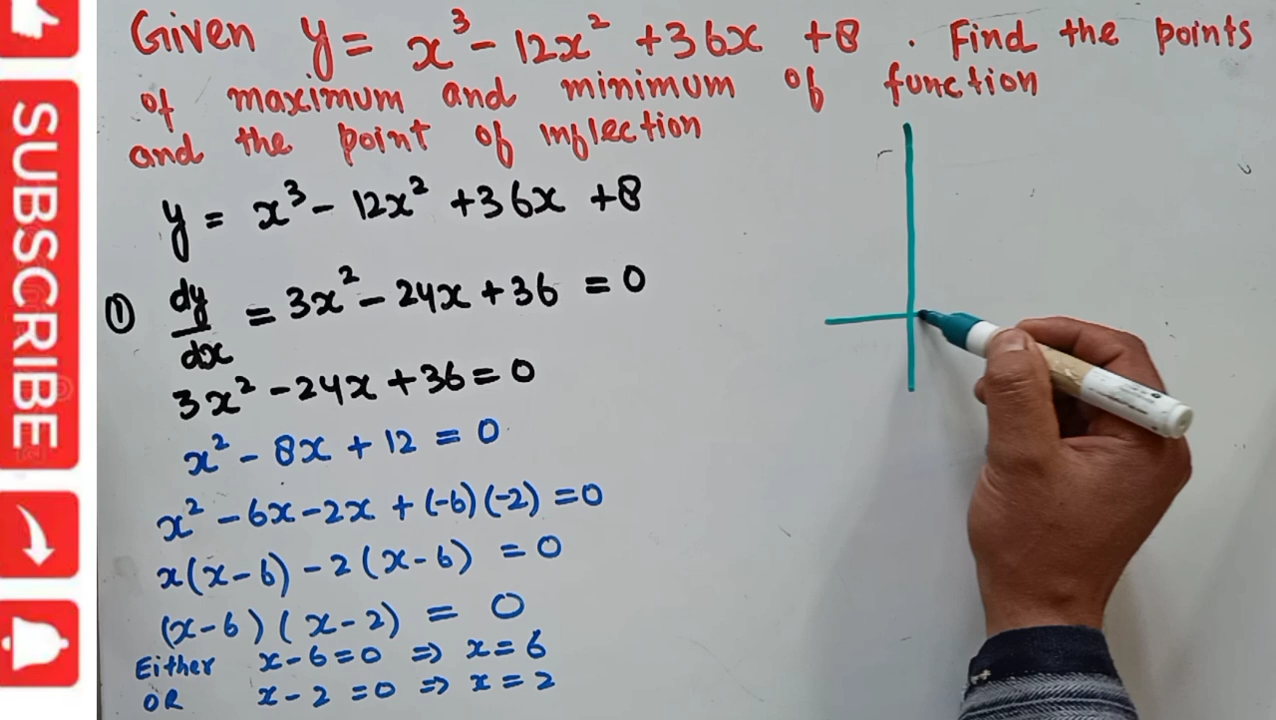 Given y = x³ - 12x² + 36x + 8 . Find the points
of maximum and minimum of function
and the point of inflection
y = x³ - 12x² + 36x + 8
① dy/dx = 3x² - 24x + 36 = 0
3x² - 24x + 36 = 0
x² - 8x + 12 = 0
x² - 6x - 2x + (-6)(-2) = 0
x(x-6) - 2(x-6) = 0
(x-6)(x-2) = 0
Either x-6=0 ⇒ x=6
OR x-2=0 ⇒ x=2
SUBSCRIBE